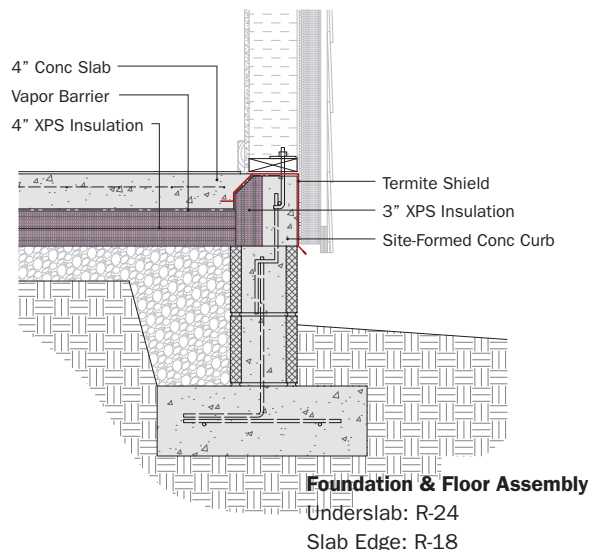 4” Conc Slab
Vapor Barrier
4” XPS Insulation
Termite Shield
3” XPS Insulation
Site-Formed Conc Curb
Foundation & Floor Assembly
Underslab: R-24
Slab Edge: R-18